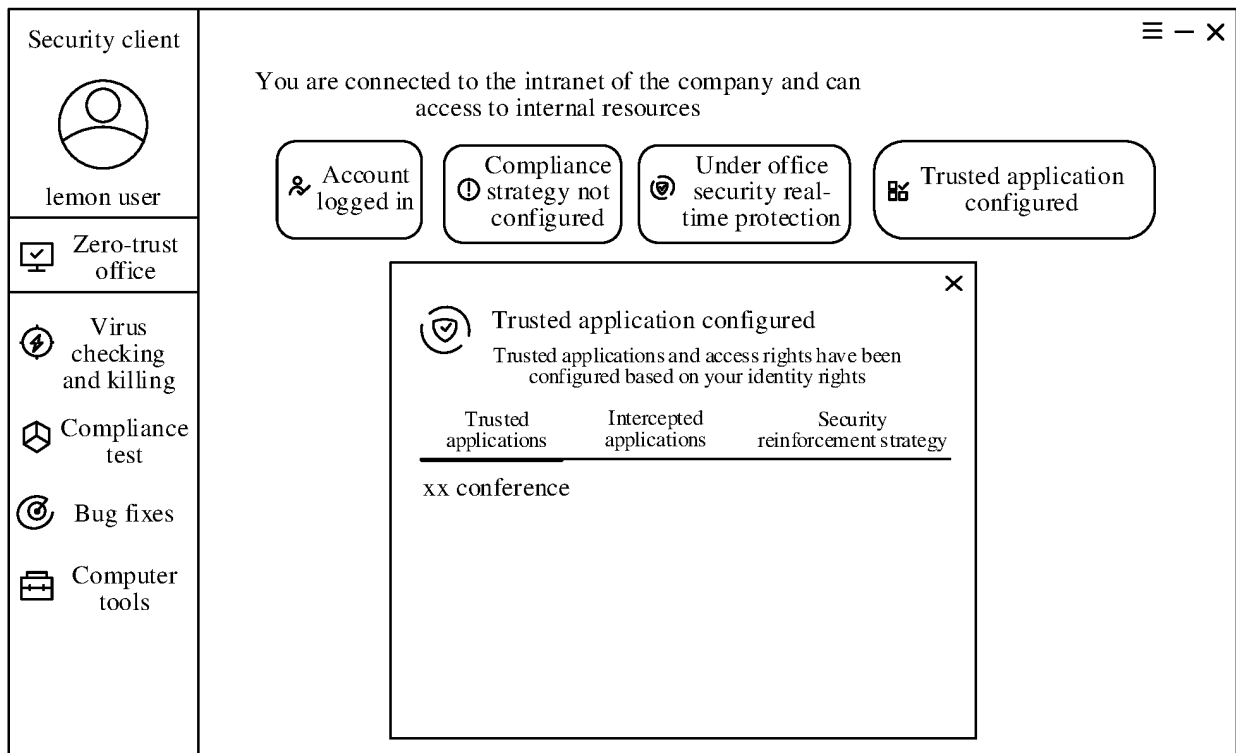 Security client
lemon user
Zero-trust
office
Virus
checking
and killing
Compliance
test
Bug fixes
Computer
tools
You are connected to the intranet of the company and can
access to internal resources
Account
logged in
Compliance
strategy not
configured
Under office
security real-
time protection
Trusted application
configured
Trusted application configured
Trusted applications and access rights have been
configured based on your identity rights
Trusted
applications
Intercepted
applications
Security
reinforcement strategy
xx conference